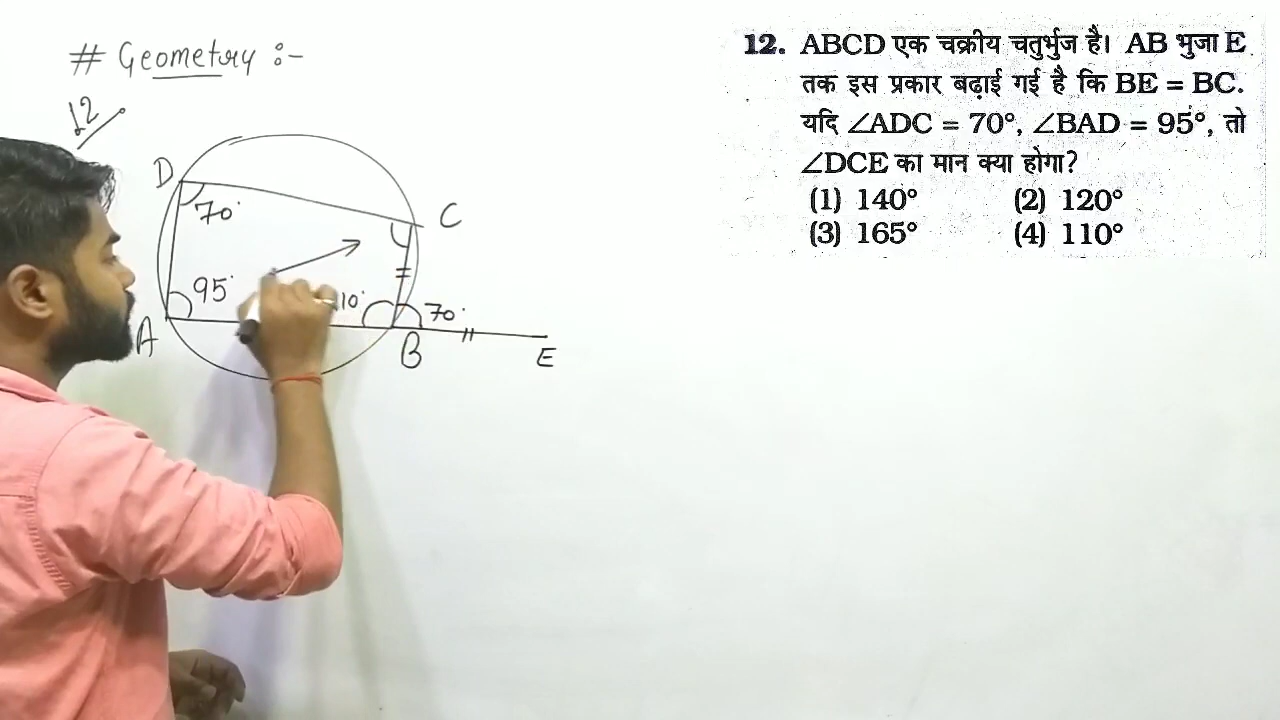 # Geometry :-
12
12. ABCD एक चक्रीय चतुर्भुज है। AB भुजा E
तक इस प्रकार बढ़ाई गई है कि BE = BC.
यदि ∠ADC = 70°, ∠BAD = 95°, तो
∠DCE का मान क्या होगा?
(1) 140° (2) 120°
(3) 165° (4) 110°
D
70°
C
95°
10°
70°
A
B
E